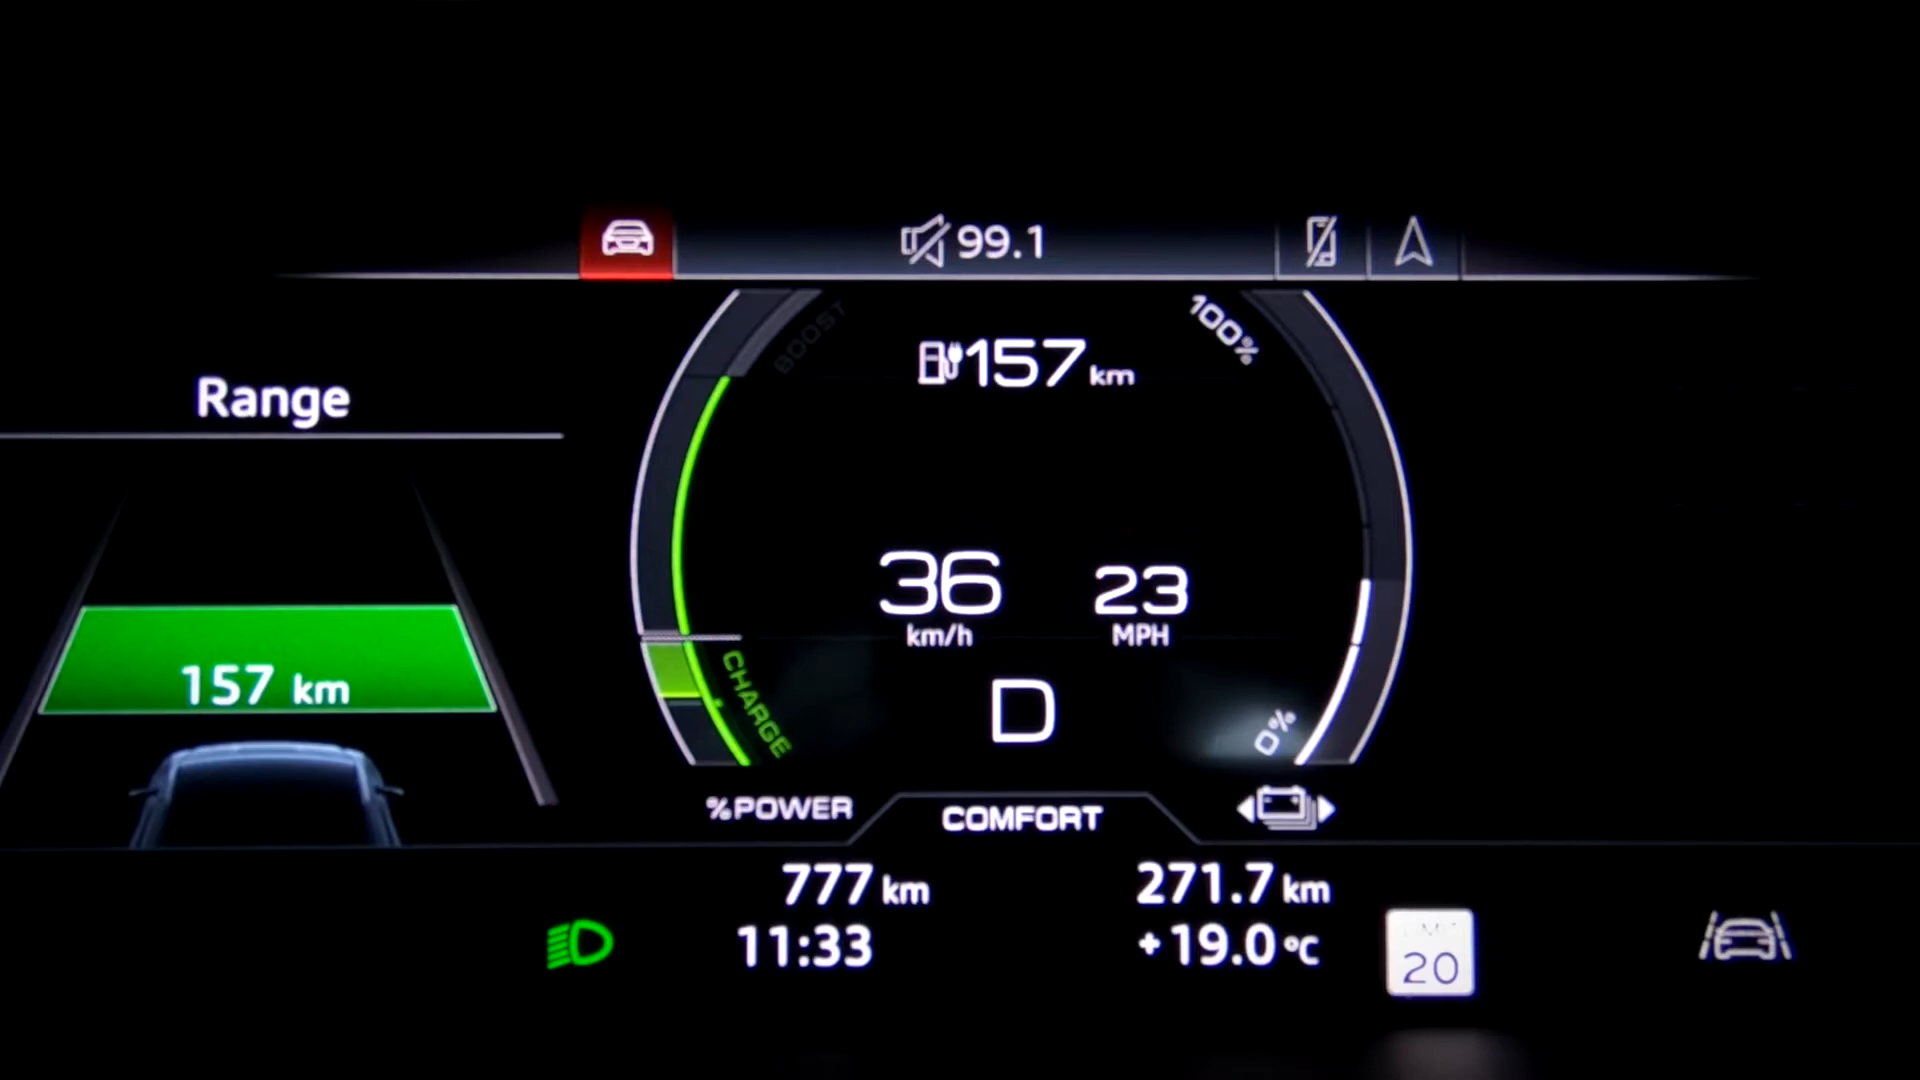 99.1
BOOST
100%
157 km
Range
36 km/h
23 MPH
157 km
CHARGE
D
0%
%POWER
COMFORT
777 km
271.7 km
11:33
+19.0 °C
LIMIT
20